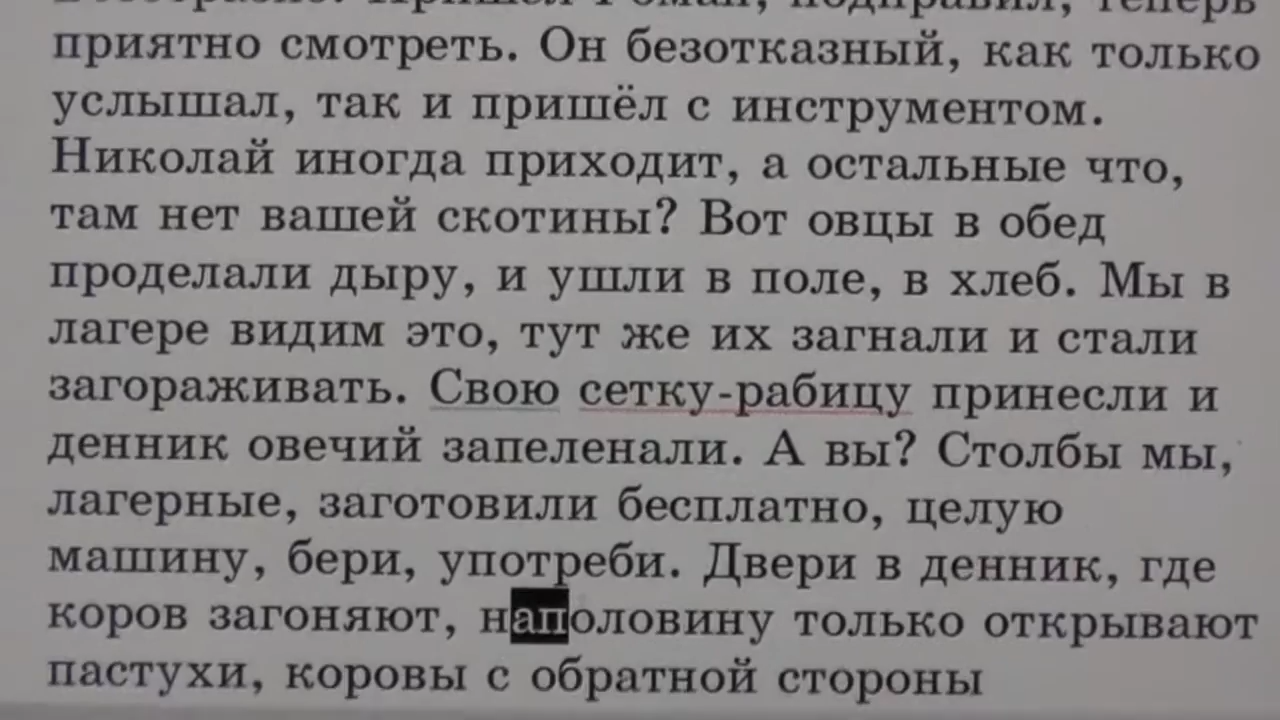 приятно смотреть. Он безотказный, как только
услышал, так и пришёл с инструментом.
Николай иногда приходит, а остальные что,
там нет вашей скотины? Вот овцы в обед
проделали дыру, и ушли в поле, в хлеб. Мы в
лагере видим это, тут же их загнали и стали
загораживать. Свою сетку-рабицу принесли и
денник овечий запеленали. А вы? Столбы мы,
лагерные, заготовили бесплатно, целую
машину, бери, употреби. Двери в денник, где
коров загоняют, наполовину только открывают
пастухи, коровы с обратной стороны